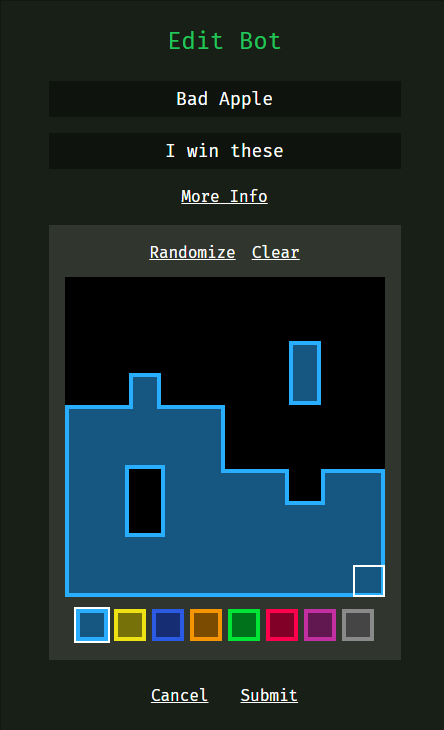 Edit Bot
Bad Apple
I win these
More Info
Randomize Clear
Cancel Submit